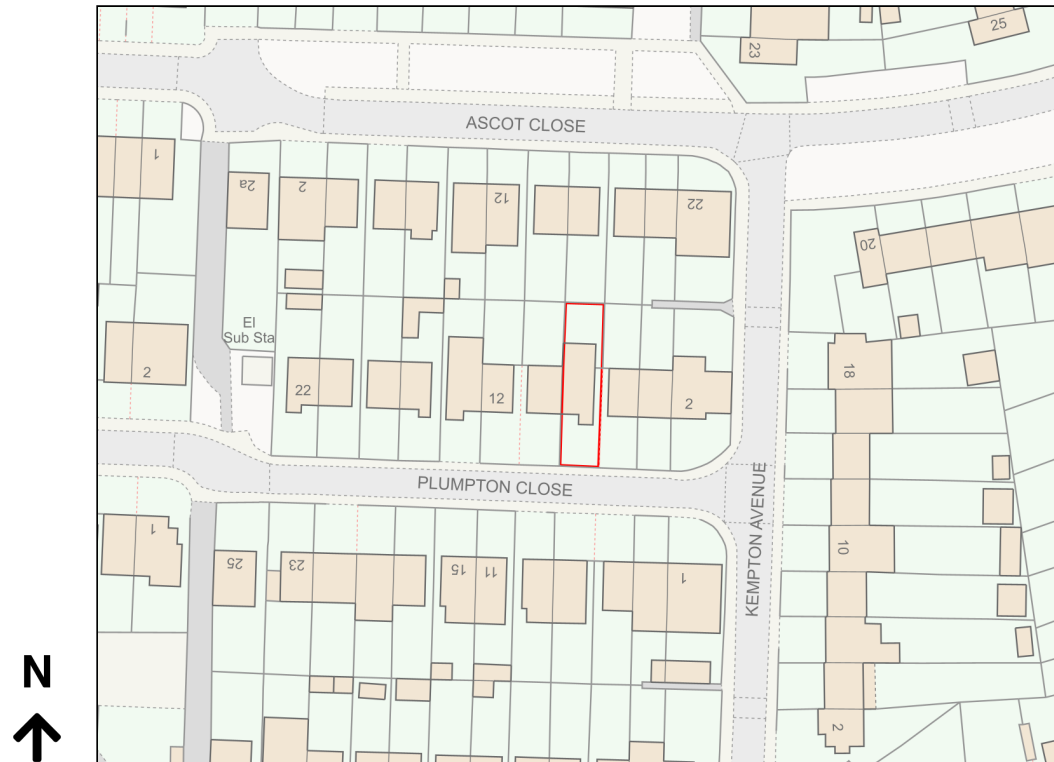 23
25
ASCOT CLOSE
1
2a
2
12
22
20
El
Sub Sta
2
22
12
2
18
PLUMPTON CLOSE
KEMPTON AVENUE
1
25
23
15
11
1
10
2
N